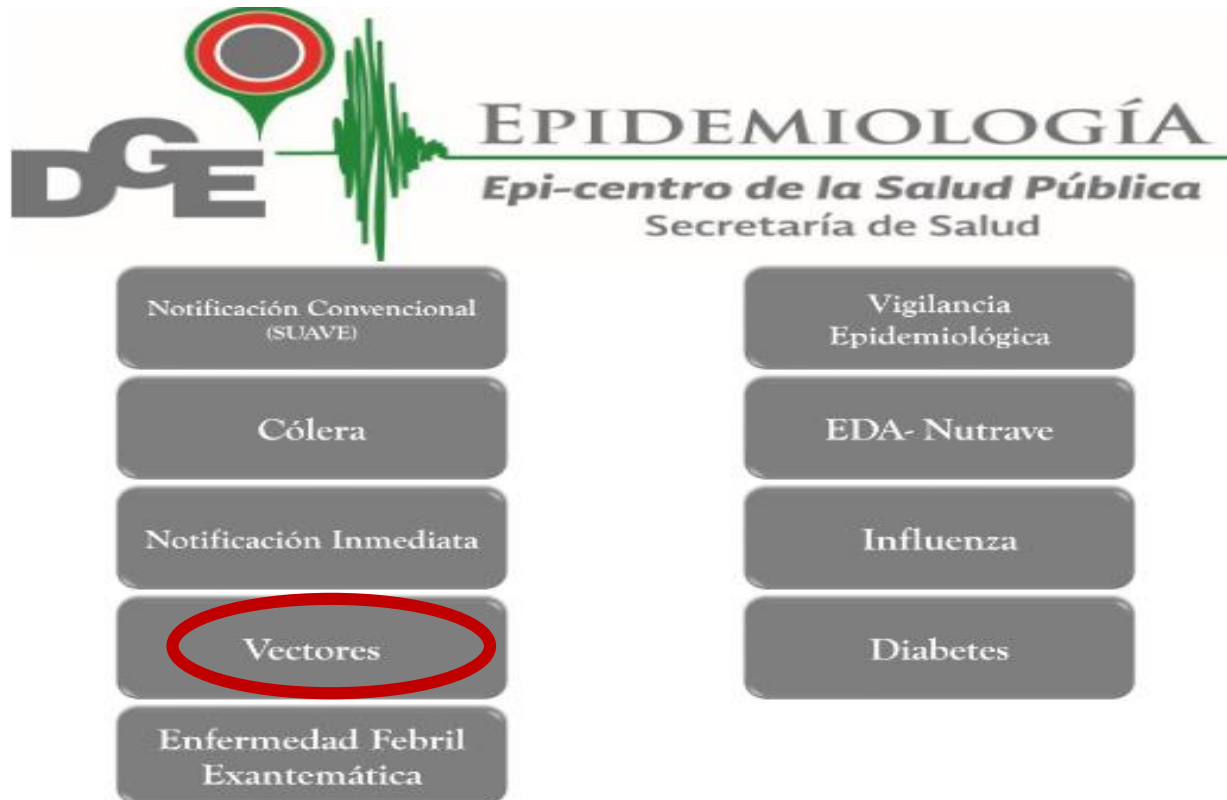 DGE
EPIDEMIOLOGÍA
Epi-centro de la Salud Pública
Secretaría de Salud
Notificación Convencional
(SUAVE)
Cólera
Notificación Inmediata
Vectores
Enfermedad Febril
Exantemática
Vigilancia
Epidemiológica
EDA- Nutrave
Influenza
Diabetes